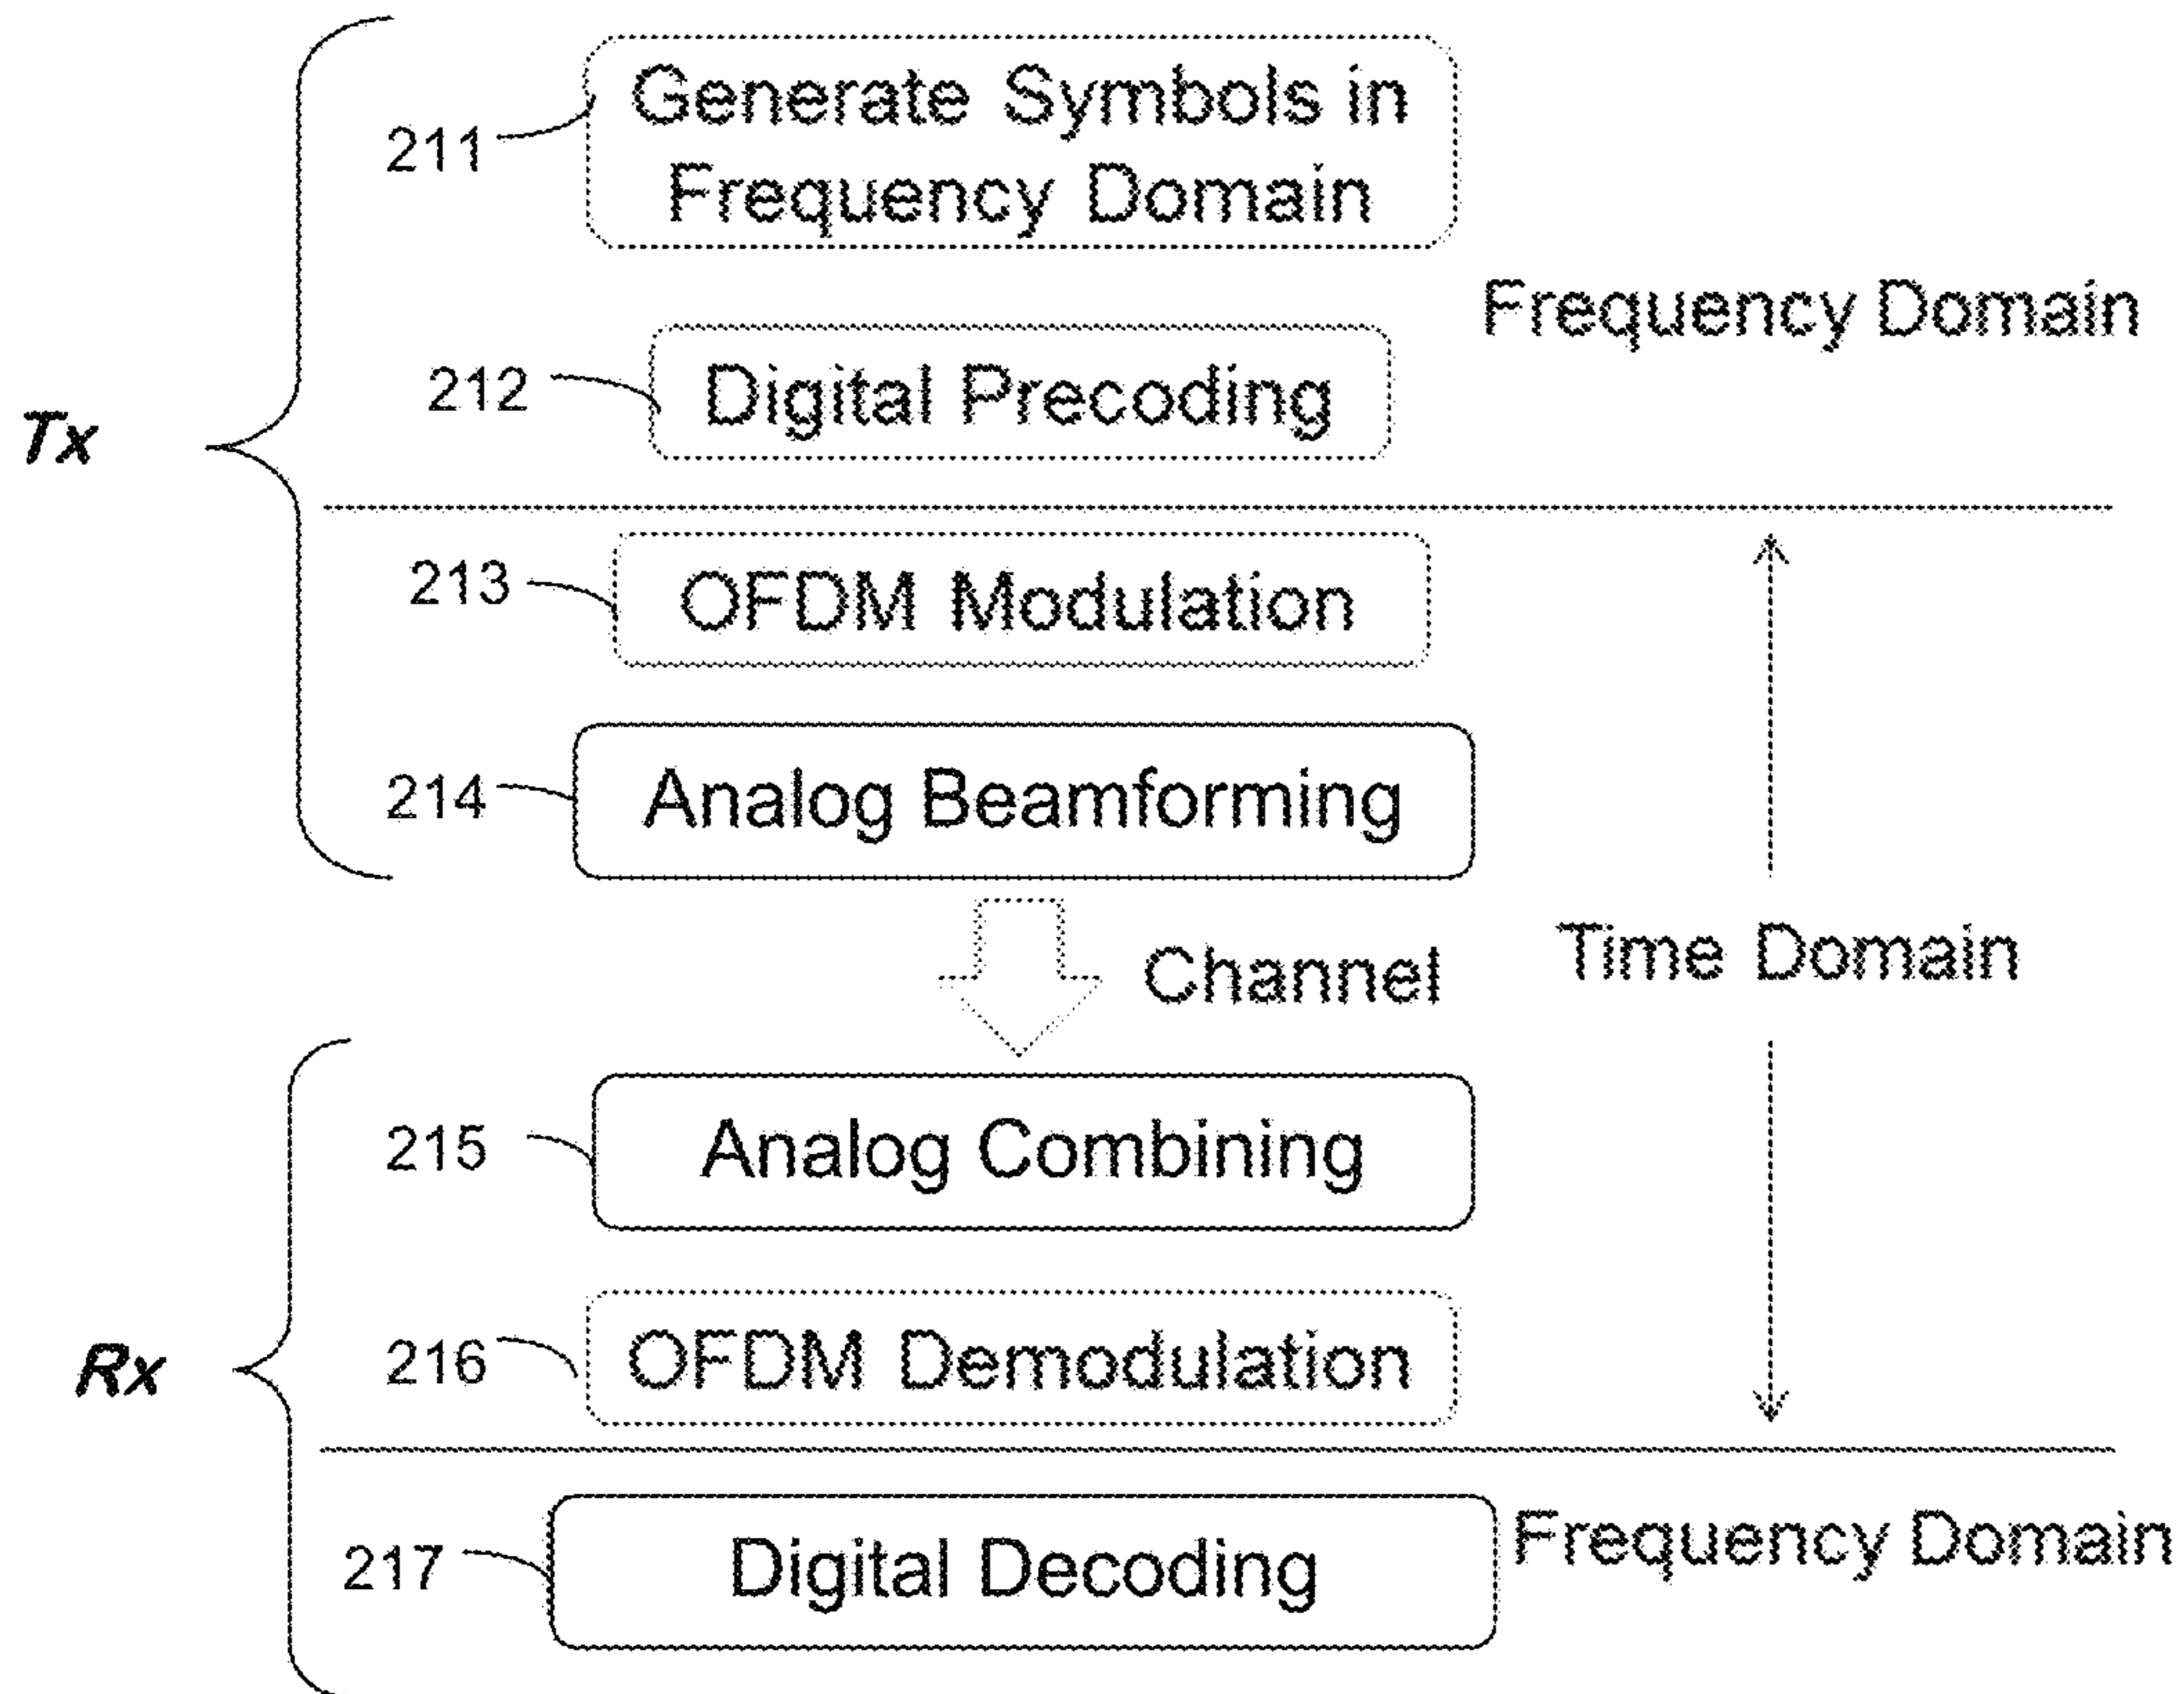 211
Generate Symbols in
Frequency Domain
Frequency Domain
212
Digital Precoding
Tx
213
OFDM Modulation
214
Analog Beamforming
Channel
Time Domain
215
Analog Combining
Rx
216
OFDM Demodulation
217
Digital Decoding
Frequency Domain